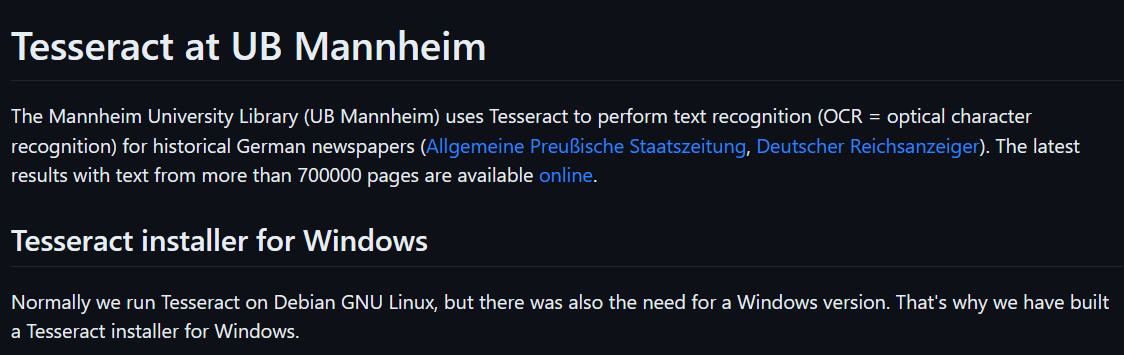 Tesseract at UB Mannheim
The Mannheim University Library (UB Mannheim) uses Tesseract to perform text recognition (OCR = optical character
recognition) for historical German newspapers (Allgemeine Preußische Staatszeitung, Deutscher Reichsanzeiger). The latest
results with text from more than 700000 pages are available online.
Tesseract installer for Windows
Normally we run Tesseract on Debian GNU Linux, but there was also the need for a Windows version. That's why we have built
a Tesseract installer for Windows.